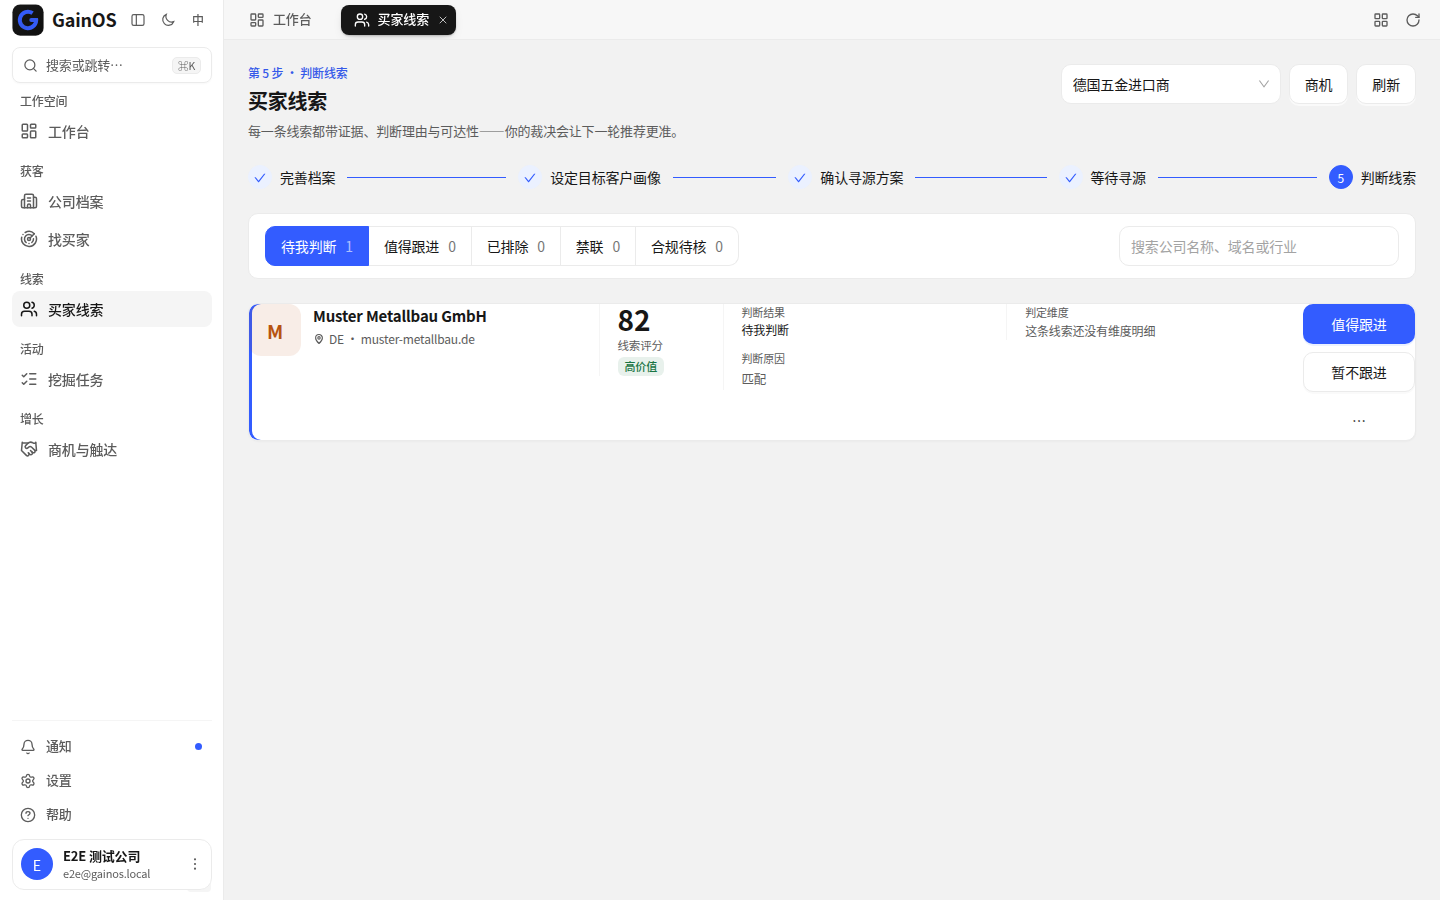 GainOS
中
搜索或跳转… ⌘K
工作空间
工作台
获客
公司档案
找买家
线索
买家线索
活动
挖掘任务
增长
商机与触达
通知
设置
帮助
E
E2E 测试公司
e2e@gainos.local
工作台
买家线索
第 5 步 · 判断线索
买家线索
每一条线索都带证据、判断理由与可达性——你的裁决会让下一轮推荐更准。
德国五金进口商
商机
刷新
完善档案
设定目标客户画像
确认寻源方案
等待寻源
5 判断线索
待我判断 1
值得跟进 0
已排除 0
禁联 0
合规待核 0
搜索公司名称、域名或行业
M
Muster Metallbau GmbH
DE · muster-metallbau.de
82
线索评分
高价值
判断结果
待我判断
判断原因
匹配
判定维度
这条线索还没有维度明细
值得跟进
暂不跟进
…